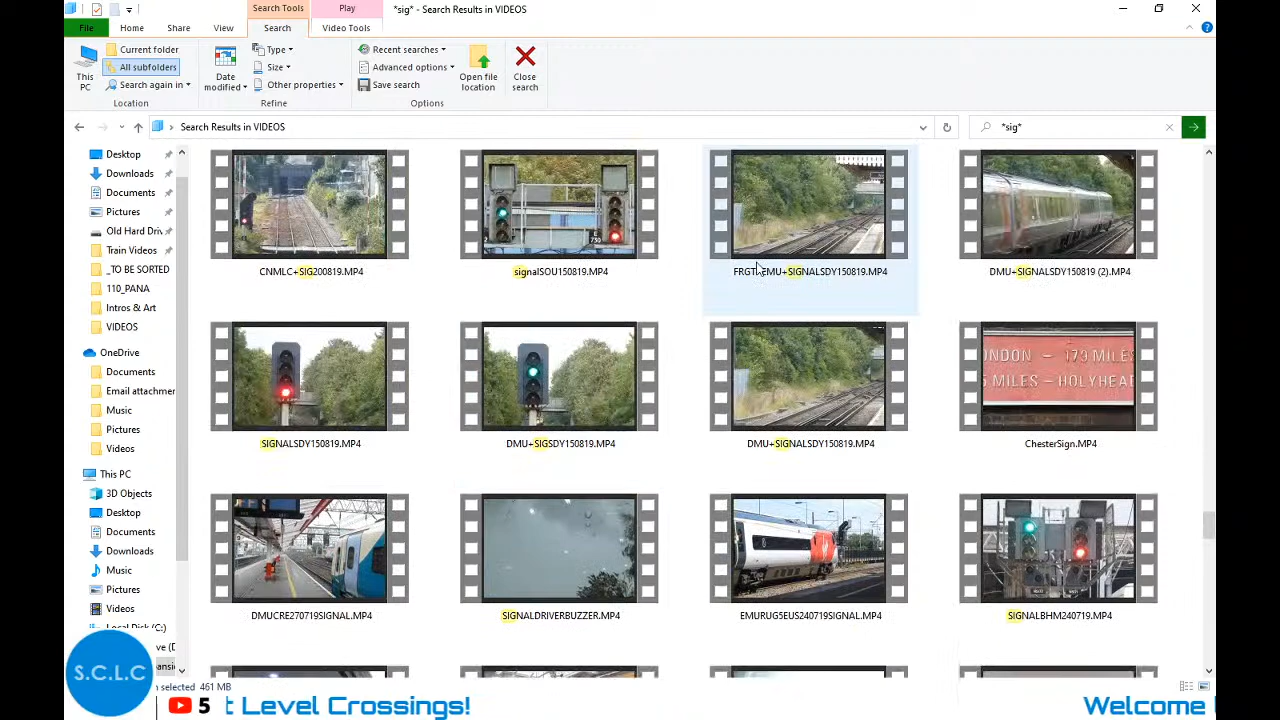 Search Tools
Play
*sig* - Search Results in VIDEOS
File
Home
Share
View
Search
Video Tools
This PC
Current folder
All subfolders
Search again in
Location
Date modified
Type
Size
Other properties
Refine
Recent searches
Advanced options
Save search
Options
Open file location
Close search
Search Results in VIDEOS
*sig*
Desktop
Downloads
Documents
Pictures
Old Hard Driv
Train Videos
_TO BE SORTED
110_PANA
Intros & Art
VIDEOS
OneDrive
Documents
Email attachmer
Music
Pictures
Videos
This PC
3D Objects
Desktop
Documents
Downloads
Music
Pictures
Videos
Local Disk (C:)
CNMLC+SIG200819.MP4
signalSOU150819.MP4
DMU+SIGNALSDY150819 (2).MP4
SIGNALSDY150819.MP4
DMU+SIGSDY150819.MP4
DMU+SIGNALSDY150819.MP4
ONDON - 179 MILES
MILES - HOLYHEA
ChesterSign.MP4
DMUCRE270719SIGNAL.MP4
SIGNALDRIVERBUZZER.MP4
EMURUG5EUS240719SIGNAL.MP4
SIGNALBHM240719.MP4
S.C.L.C
selected 461 MB
5
t Level Crossings!
Welcome